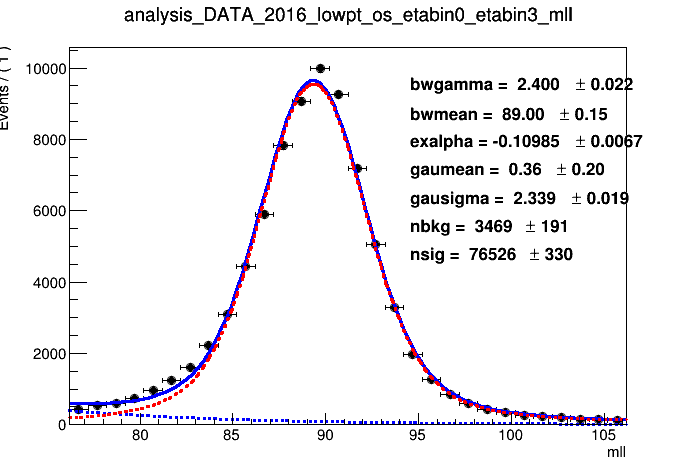 analysis_DATA_2016_lowpt_os_etabin0_etabin3_mll
Events / ( 1 )
10000
8000
6000
4000
2000
0
bwgamma = 2.400 ± 0.022
bwmean = 89.00 ± 0.15
exalpha = -0.10985 ± 0.0067
gaumean = 0.36 ± 0.20
gausigma = 2.339 ± 0.019
nbkg = 3469 ± 191
nsig = 76526 ± 330
80 85 90 95 100 105
mll